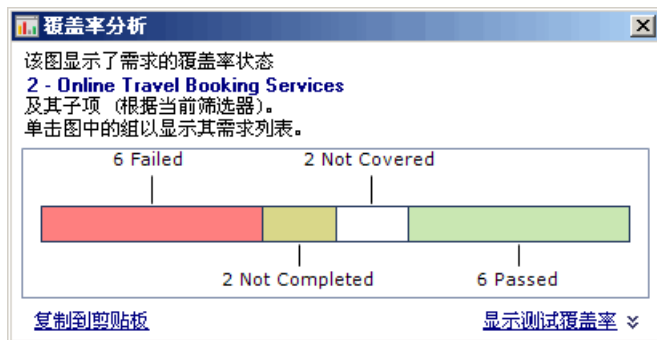 覆盖率分析
该图显示了需求的覆盖率状态
2 - Online Travel Booking Services
及其子项 (根据当前筛选器)。
单击图中的组以显示其需求列表。
6 Failed 2 Not Covered
2 Not Completed 6 Passed
复制到剪贴板 显示测试覆盖率